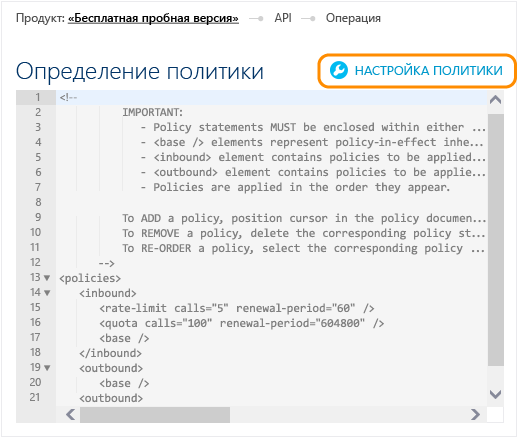 Продукт: «Бесплатная пробная версия» API Операция
Определение политики НАСТРОЙКА ПОЛИТИКИ
1 <!--
2 IMPORTANT:
3 - Policy statements MUST be enclosed within either ...
4 - <base /> elements represent policy-in-effect inhe...
5 - <inbound> element contains policies to be applied...
6 - <outbound> element contains policies to be applie...
7 - Policies are applied in the order they appear.
8
9 To ADD a policy, position cursor in the policy documen...
10 To REMOVE a policy, delete the corresponding policy st...
11 To RE-ORDER a policy, select the corresponding policy ...
12 -->
13 <policies>
14 <inbound>
15 <rate-limit calls="5" renewal-period="60" />
16 <quota calls="100" renewal-period="604800" />
17 <base />
18 </inbound>
19 <outbound>
20 <base />
21 <outbound>